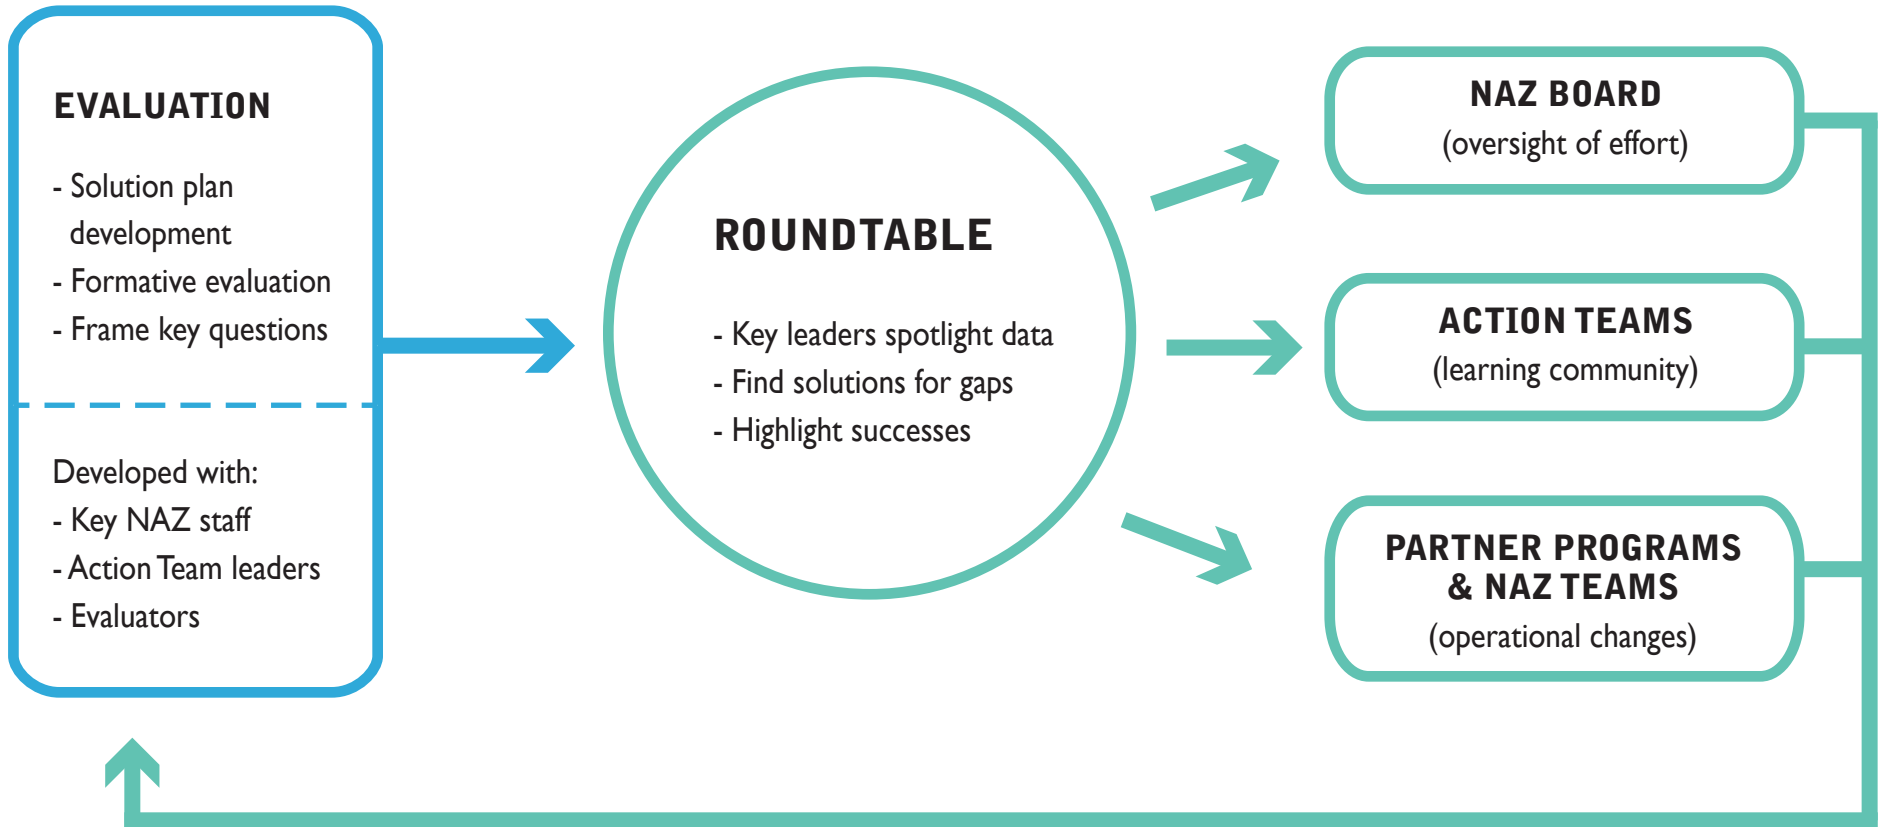 EVALUATION
- Solution plan
development
- Formative evaluation
- Frame key questions
Developed with:
- Key NAZ staff
- Action Team leaders
- Evaluators
ROUNDTABLE
- Key leaders spotlight data
- Find solutions for gaps
- Highlight successes
NAZ BOARD
(oversight of effort)
ACTION TEAMS
(learning community)
PARTNER PROGRAMS
& NAZ TEAMS
(operational changes)